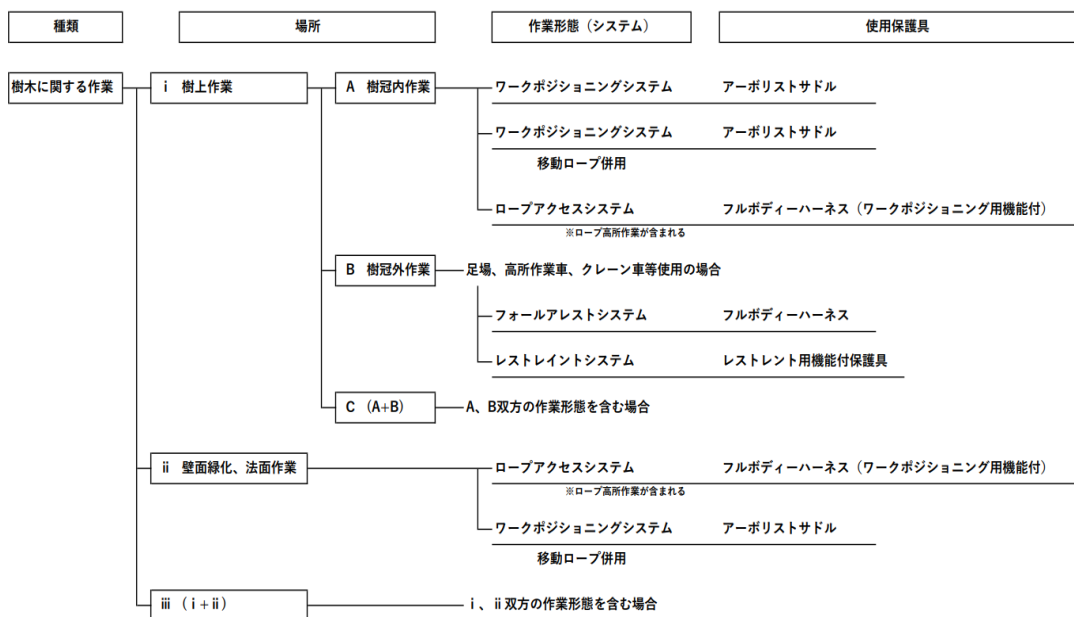 種類 場所 作業形態（システム） 使用保護具
樹木に関する作業 ⅰ 樹上作業 A 樹冠内作業 ワークポジショニングシステム アーボリストサドル
ワークポジショニングシステム アーボリストサドル
移動ロープ併用
ロープアクセスシステム フルボディーハーネス（ワークポジショニング用機能付）
※ロープ高所作業が含まれる
B 樹冠外作業 足場、高所作業車、クレーン車等使用の場合
フォールアレストシステム フルボディーハーネス
レストレイントシステム レストレント用機能付保護具
C （A+B） A、B双方の作業形態を含む場合
ⅱ 壁面緑化、法面作業 ロープアクセスシステム フルボディーハーネス（ワークポジショニング用機能付）
※ロープ高所作業が含まれる
ワークポジショニングシステム アーボリストサドル
移動ロープ併用
ⅲ （ⅰ+ⅱ） ⅰ、ⅱ双方の作業形態を含む場合